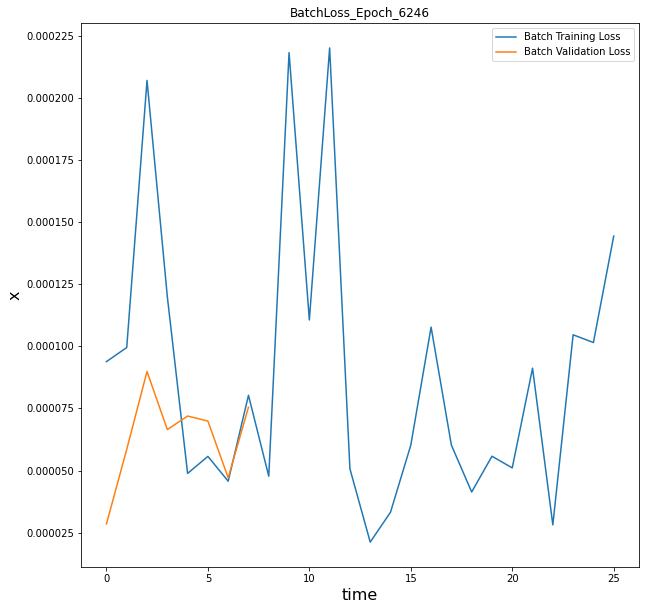 BatchLoss_Epoch_6246
Batch Training Loss
Batch Validation Loss
0.000225
0.000200
0.000175
0.000150
0.000125
0.000100
0.000075
0.000050
0.000025
x
0 5 10 15 20 25
time